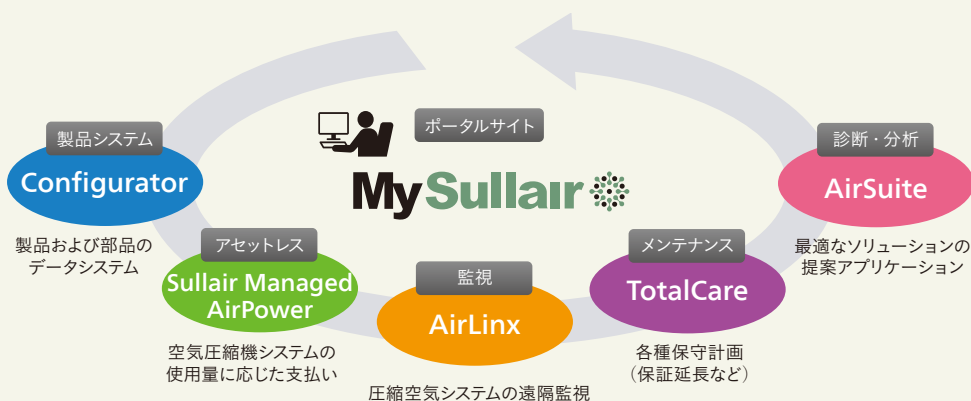 ポータルサイト
MySullair
製品システム
Configurator
製品および部品の
データシステム
アセットレス
Sullair Managed
AirPower
空気圧縮機システムの
使用量に応じた支払い
監視
AirLinx
圧縮空気システムの遠隔監視
メンテナンス
TotalCare
各種保守計画
（保証延長など）
診断・分析
AirSuite
最適なソリューションの
提案アプリケーション